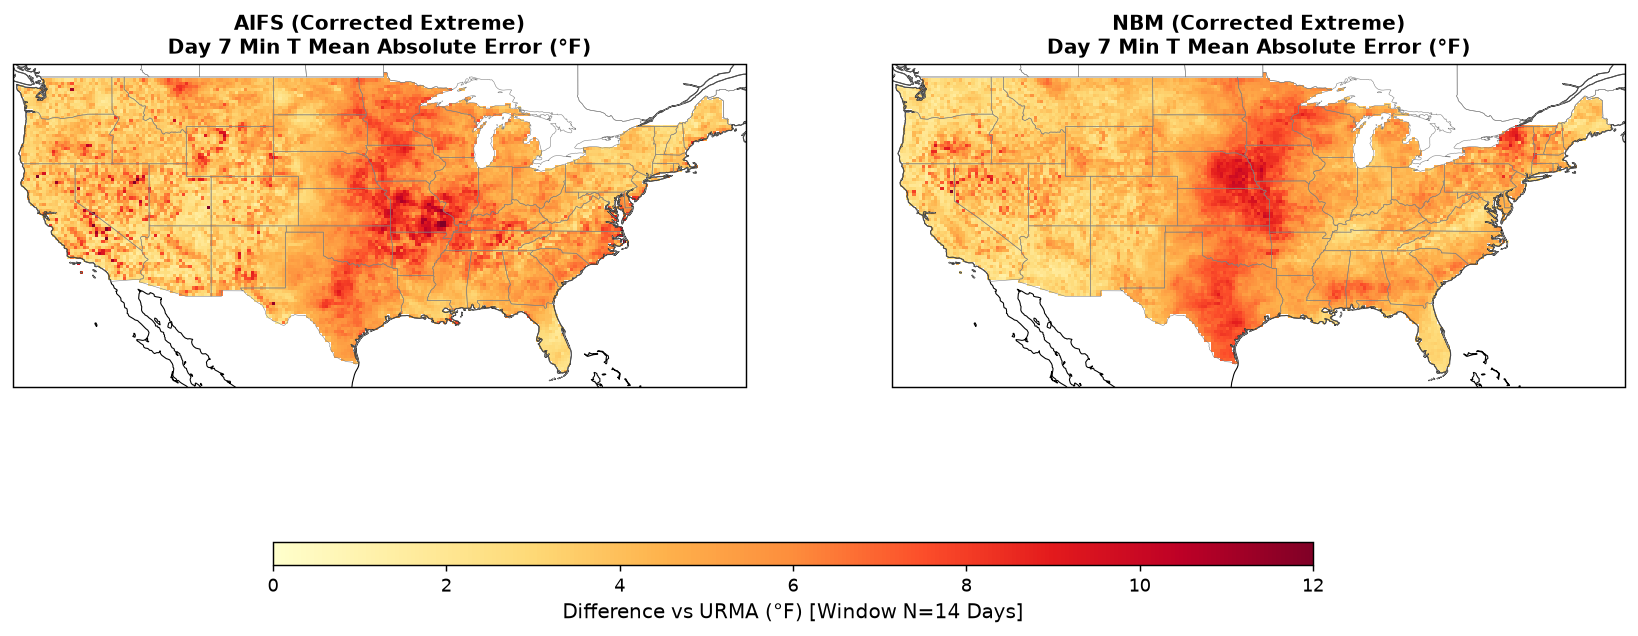 AIFS (Corrected Extreme)
Day 7 Min T Mean Absolute Error (°F)
NBM (Corrected Extreme)
Day 7 Min T Mean Absolute Error (°F)
0 2 4 6 8 10 12
Difference vs URMA (°F) [Window N=14 Days]